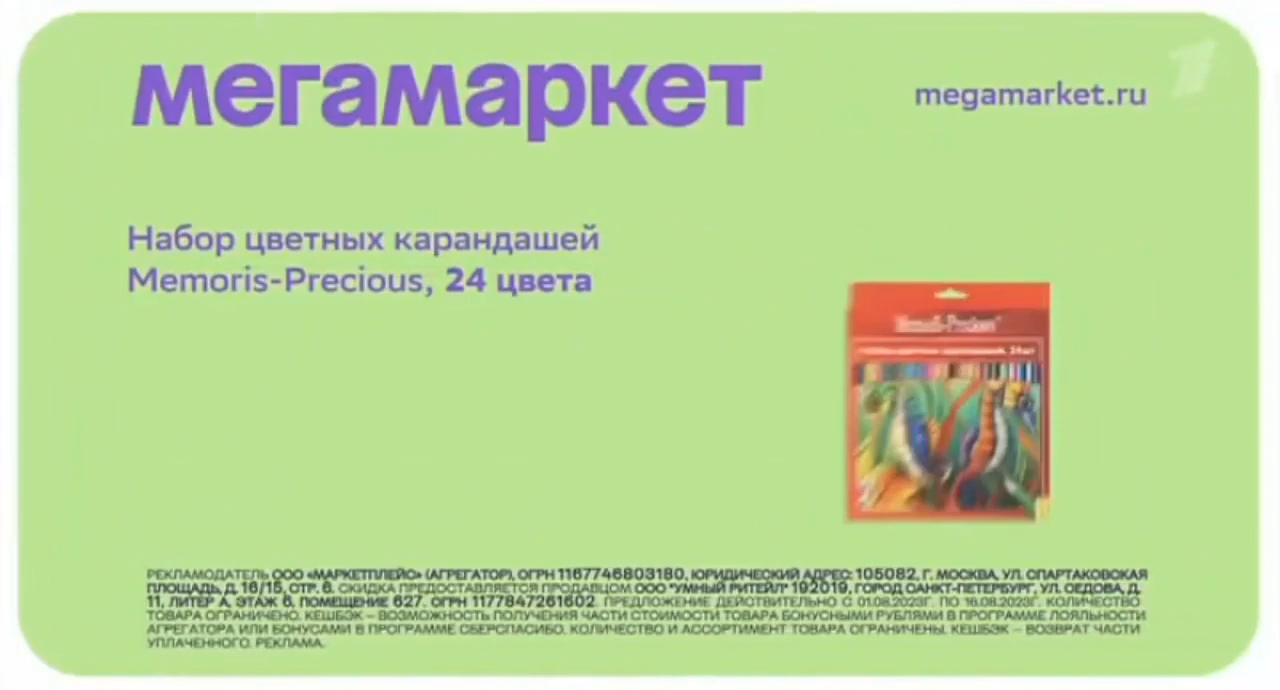 мегамаркет
megamarket.ru
Набор цветных карандашей
Memoris-Precious, 24 цвета
Memoris-Precious
РЕКЛАМОДАТЕЛЬ ООО «МАРКЕТПЛЕЙС» (АГРЕГАТОР), ОГРН 1167746803180, ЮРИДИЧЕСКИЙ АДРЕС: 105082, Г. МОСКВА, УЛ. СПАРТАКОВСКАЯ
ПЛОЩАДЬ, Д. 16/15, СТР. 6. СКИДКА ПРЕДОСТАВЛЯЕТСЯ ПРОДАВЦОМ ООО "УМНЫЙ РИТЕЙЛ" 192019, ГОРОД САНКТ-ПЕТЕРБУРГ, УЛ. СЕДОВА, Д.
11, ЛИТЕР А. ЭТАЖ 6, ПОМЕЩЕНИЕ 627. ОГРН 1177847261602. ПРЕДЛОЖЕНИЕ ДЕЙСТВИТЕЛЬНО С 01.08.2023Г. ПО 16.08.2023Г. КОЛИЧЕСТВО
ТОВАРА ОГРАНИЧЕНО. КЕШБЭК – ВОЗМОЖНОСТЬ ПОЛУЧЕНИЯ ЧАСТИ СТОИМОСТИ ТОВАРА БОНУСНЫМИ РУБЛЯМИ В ПРОГРАММЕ ЛОЯЛЬНОСТИ
АГРЕГАТОРА ИЛИ БОНУСАМИ В ПРОГРАММЕ СБЕРСПАСИБО. КОЛИЧЕСТВО И АССОРТИМЕНТ ТОВАРА ОГРАНИЧЕНЫ. КЕШБЭК – ВОЗВРАТ ЧАСТИ
УПЛАЧЕННОГО. РЕКЛАМА.